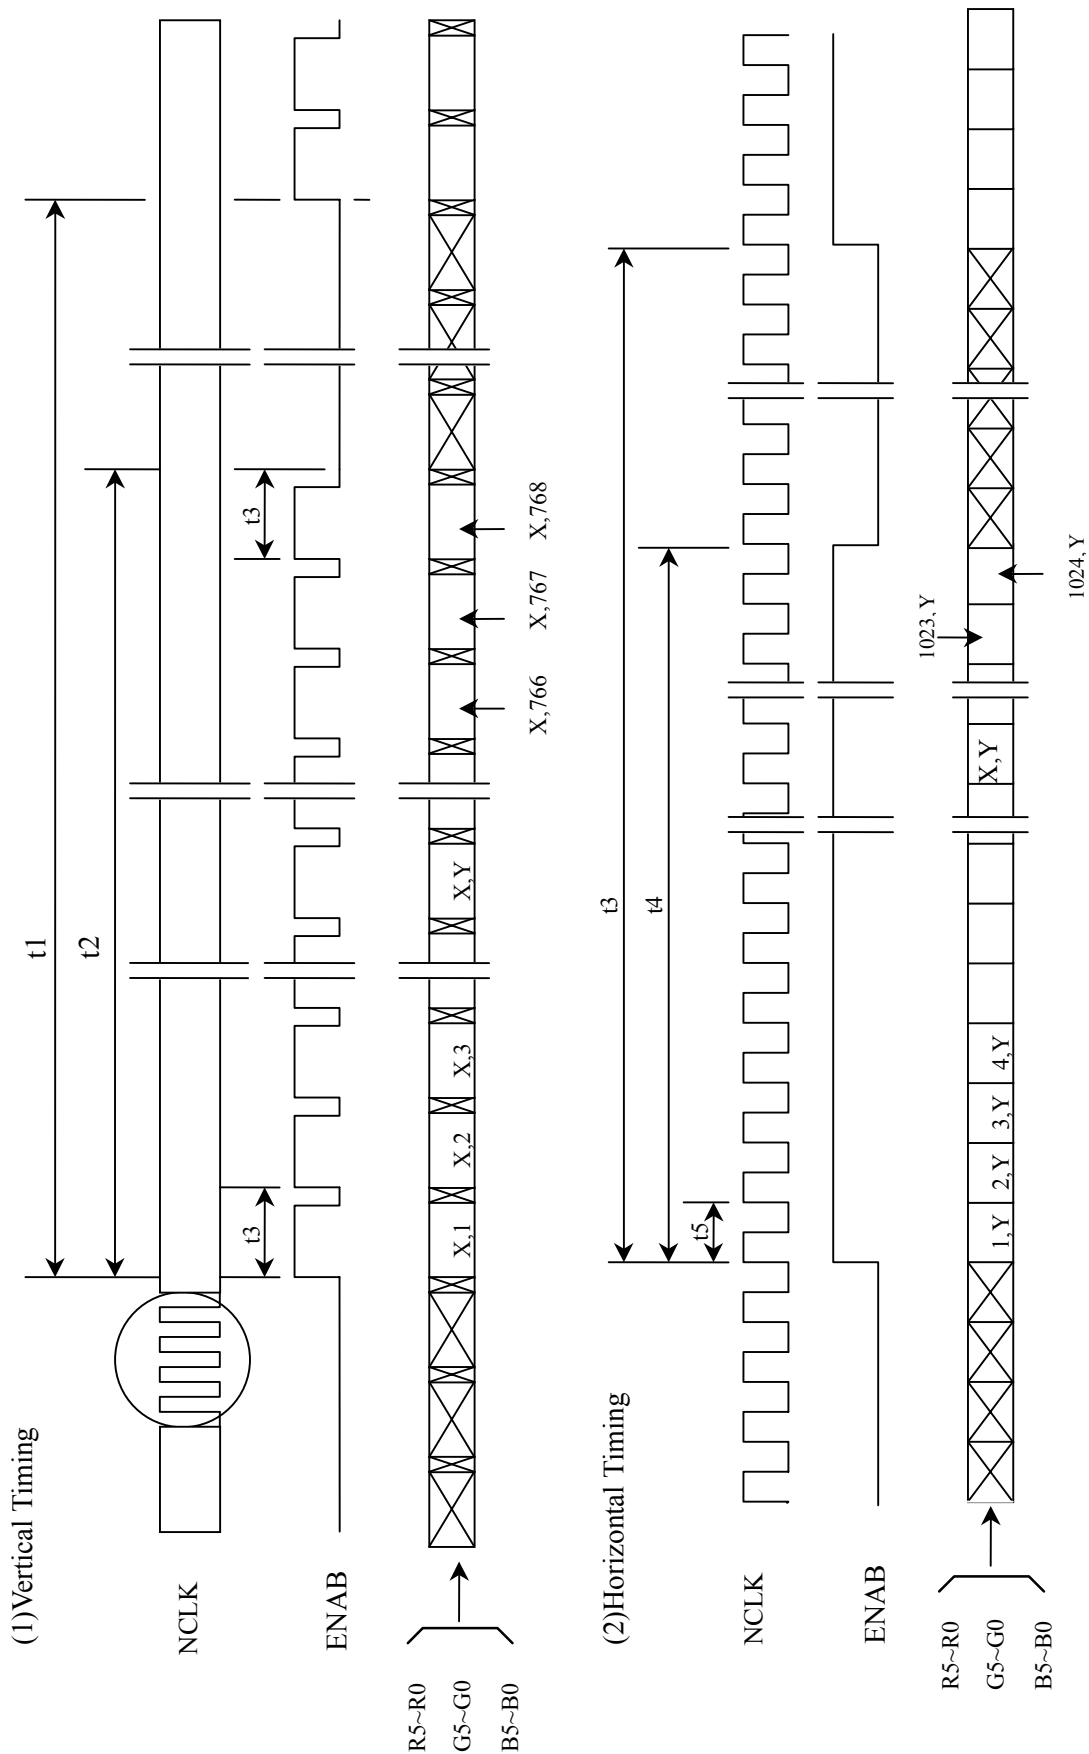 (1)Vertical Timing
t1
t2
NCLK
t3
t3
ENAB
R5~R0
G5~G0
B5~B0
X,1
X,2
X,3
X,Y
X,766
X,767
X,768
(2)Horizontal Timing
t3
t4
t5
NCLK
ENAB
R5~R0
G5~G0
B5~B0
1,Y
2,Y
3,Y
4,Y
X,Y
1023,Y
1024,Y